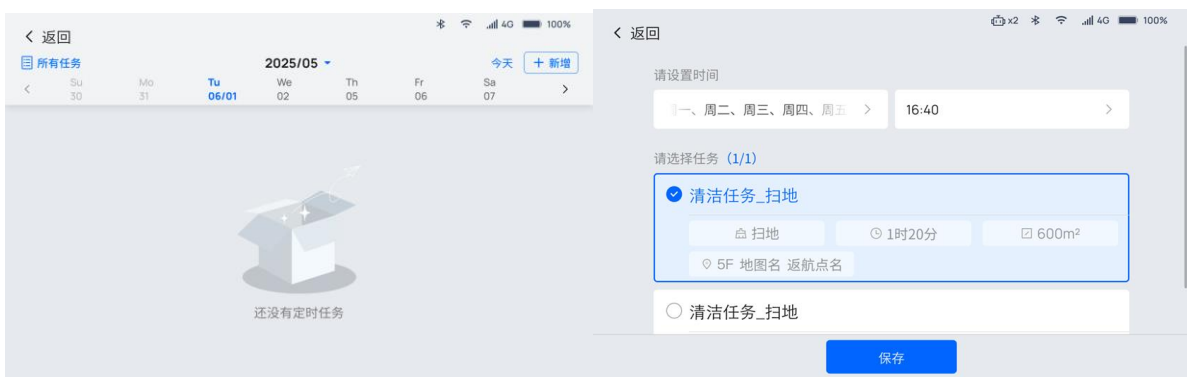 4G 100%
返回
所有任务 2025/05 今天 + 新增
Su Mo Tu We Th Fr Sa
30 31 06/01 02 05 06 07
还没有定时任务
x2 4G 100%
返回
请设置时间
一、周二、周三、周四、周五 16:40
请选择任务（1/1）
清洁任务_扫地
扫地 1时20分 600m²
5F 地图名 返航点名
清洁任务_扫地
保存